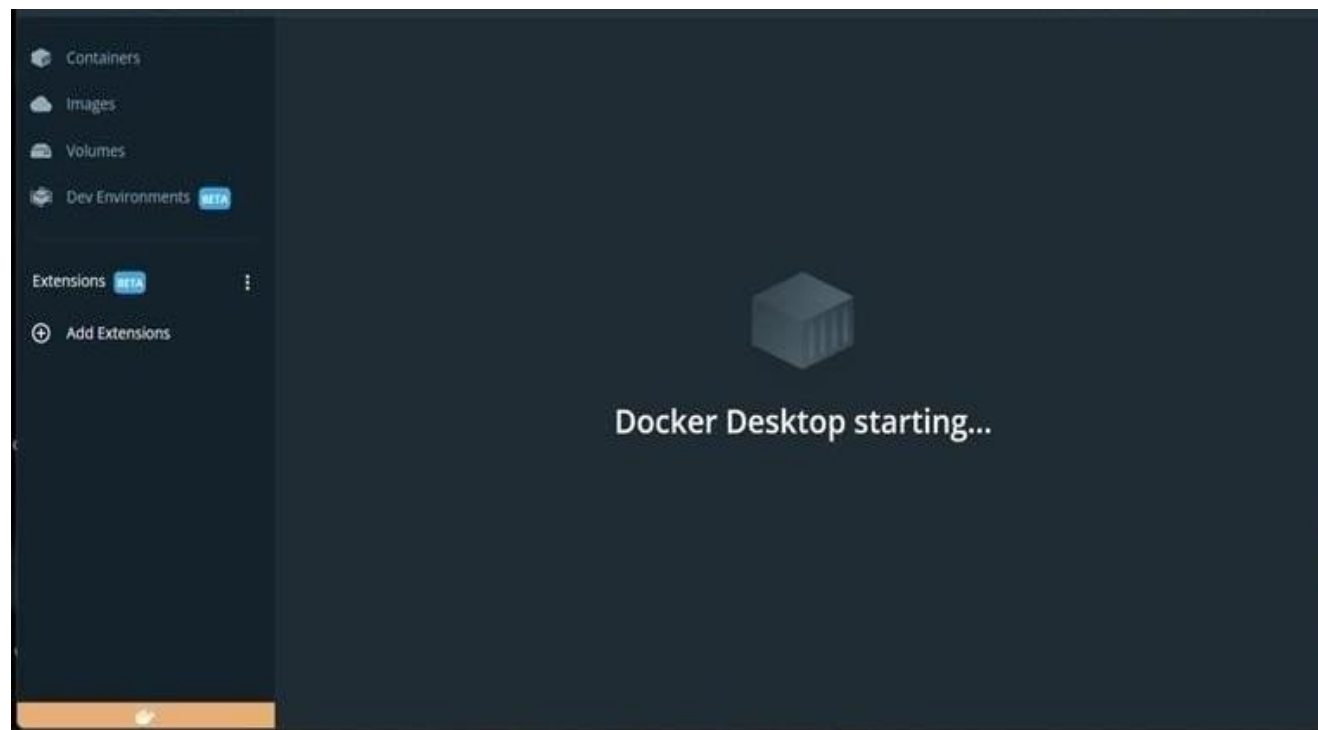 Containers
Images
Volumes
Dev Environments BETA
Extensions BETA
Add Extensions
Docker Desktop starting...